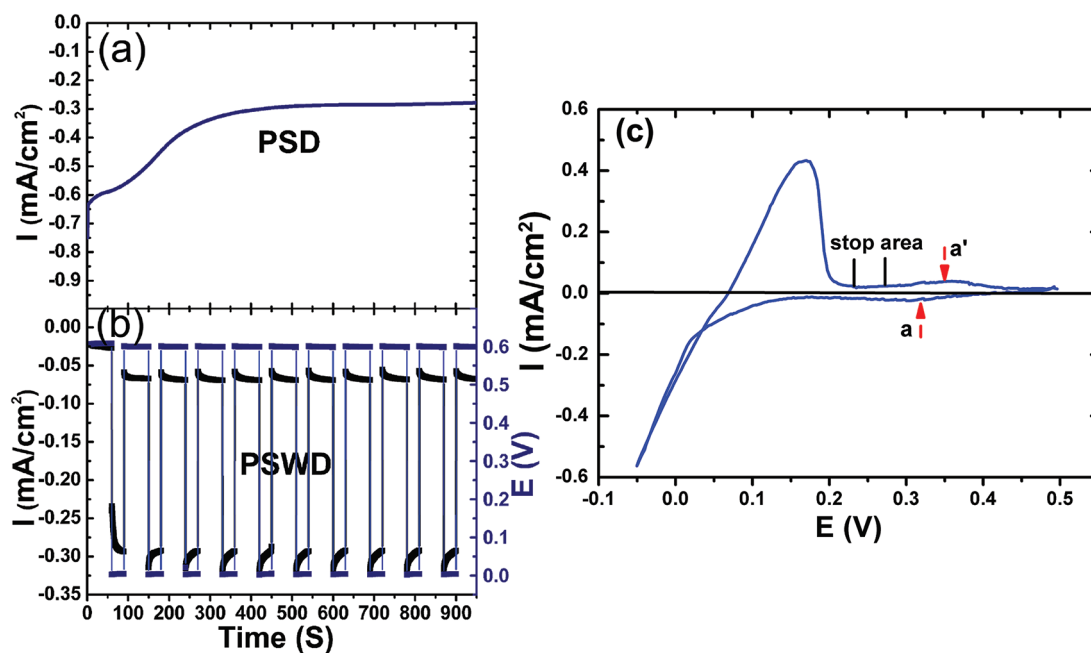 (a)
0.0
-0.1
-0.2
-0.3
-0.4
-0.5
-0.6
-0.7
-0.8
-0.9
I (mA/cm²)
PSD
(b)
0.00
-0.05
-0.10
-0.15
-0.20
-0.25
-0.30
-0.35
I (mA/cm²)
PSWD
0.6
0.5
0.4
0.3
0.2
0.1
0.0
E (V)
0 100 200 300 400 500 600 700 800 900
Time (S)
(c)
0.6
0.4
0.2
0.0
-0.2
-0.4
-0.6
I (mA/cm²)
stop area
a'
a
-0.1 0.0 0.1 0.2 0.3 0.4 0.5
E (V)